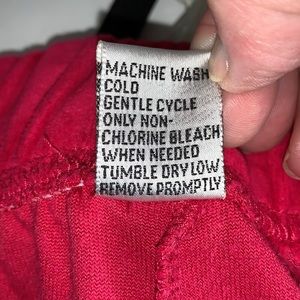 MACHINE WASH
COLD
GENTLE CYCLE
ONLY NON-
CHLORINE BLEACH
WHEN NEEDED
TUMBLE DRY LOW
REMOVE PROMPTLY